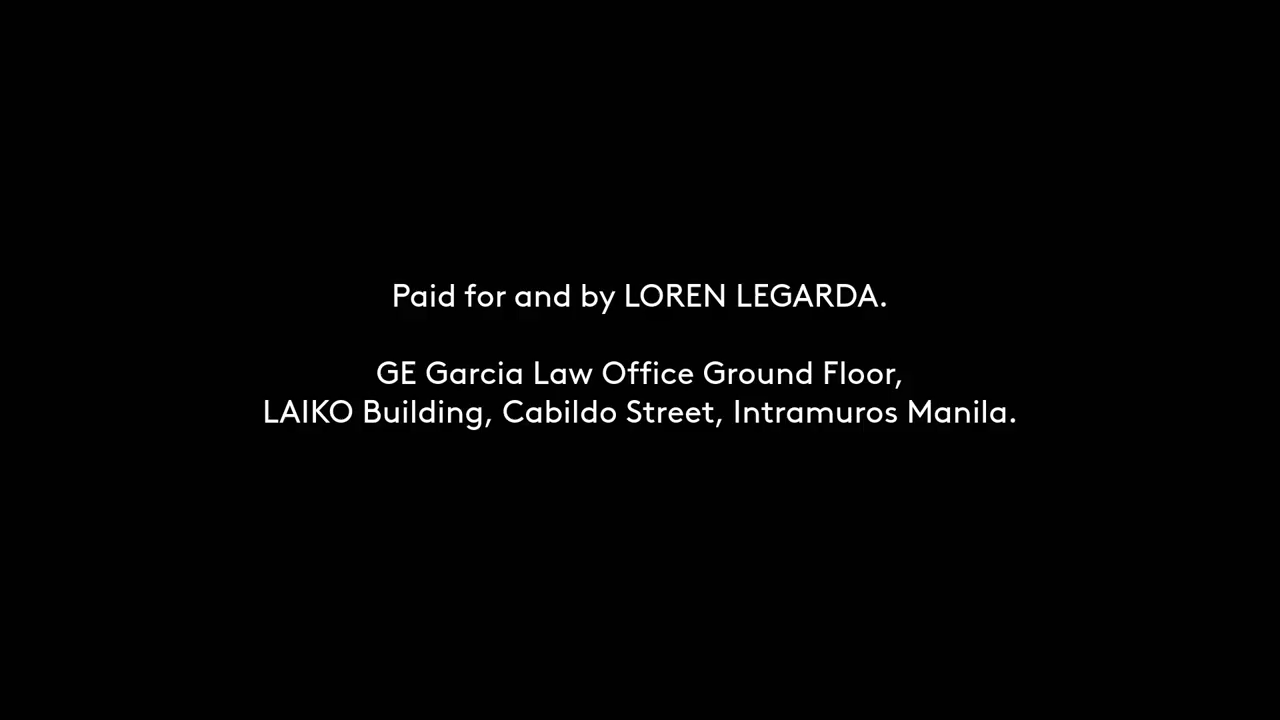 Paid for and by LOREN LEGARDA.
GE Garcia Law Office Ground Floor,
LAIKO Building, Cabildo Street, Intramuros Manila.